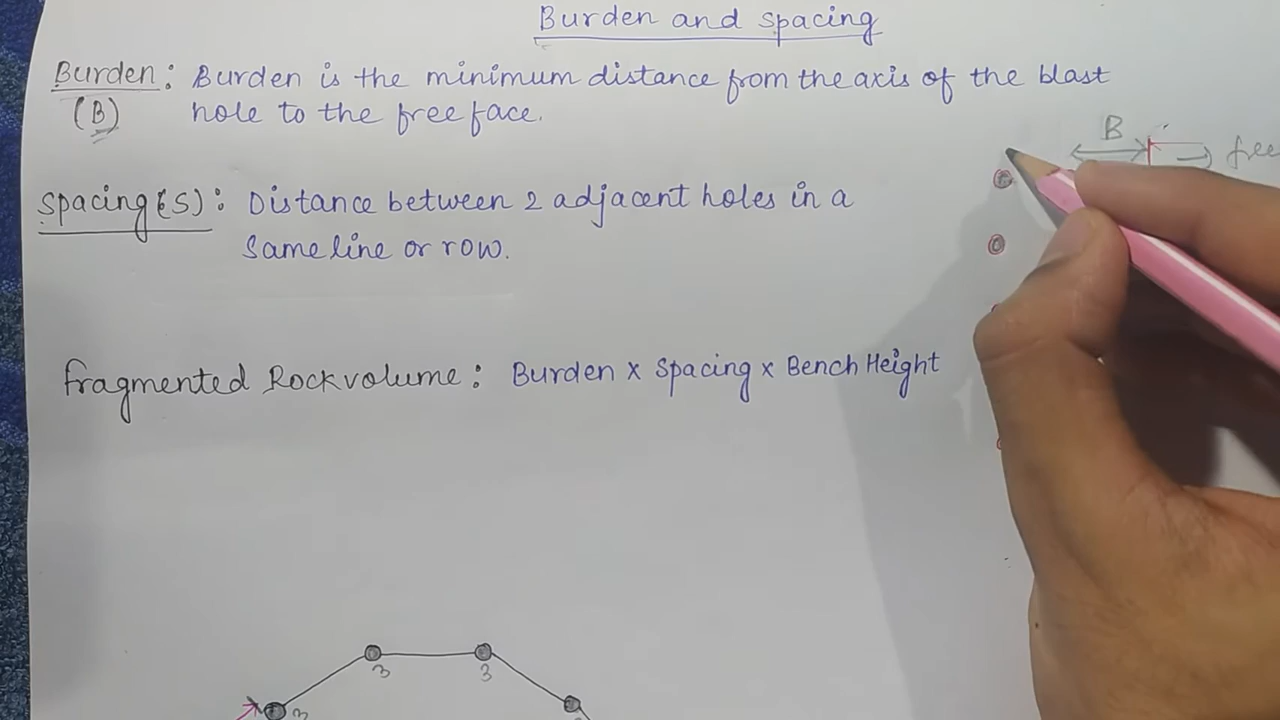 Burden and spacing
Burden: Burden is the minimum distance from the axis of the blast
(B) hole to the free face.
B free
Spacing(S): Distance between 2 adjacent holes in a
Same line or row.
Fragmented Rock volume: Burden x Spacing x Bench Height
3 3
3